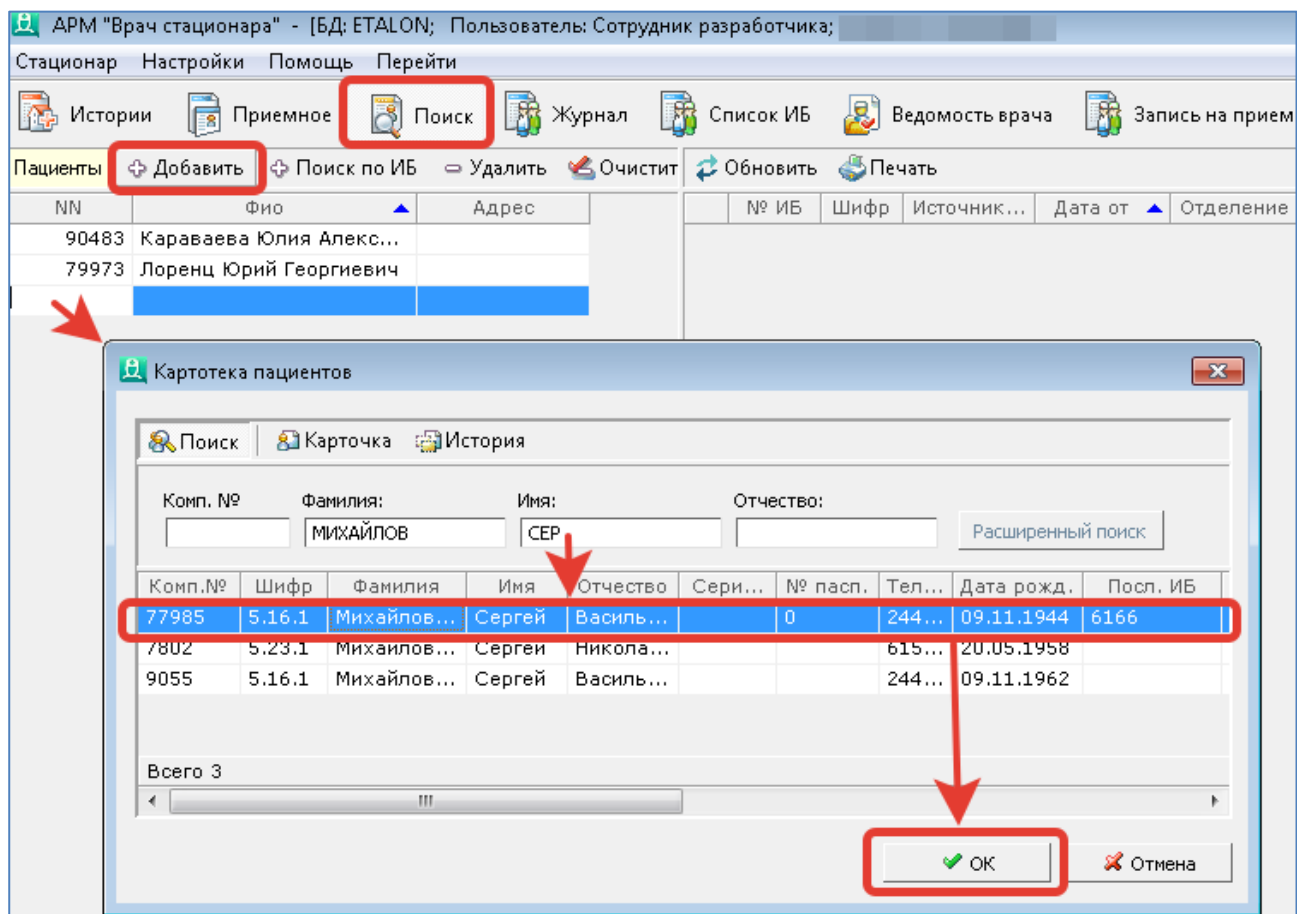 АРМ "Врач стационара" - [БД: ETALON; Пользователь: Сотрудник разработчика;
Стационар Настройки Помощь Перейти
Истории Приемное Поиск Журнал Список ИБ Ведомость врача Запись на прием
Пациенты Добавить Поиск по ИБ Удалить Очистит Обновить Печать
NN Фио Адрес № ИБ Шифр Источник... Дата от Отделение
90483 Караваева Юлия Алекс...
79973 Лоренц Юрий Георгиевич
Картотека пациентов
Поиск Карточка История
Комп. № Фамилия: Имя: Отчество:
МИХАЙЛОВ СЕР Расширенный поиск
Комп.№ Шифр Фамилия Имя Отчество Сери... № пасп. Тел... Дата рожд. Посл. ИБ
77985 5.16.1 Михайлов... Сергей Василь... 0 244... 09.11.1944 6166
7802 5.23.1 Михайлов... Сергей Никола... 615... 20.05.1958
9055 5.16.1 Михайлов... Сергей Василь... 244... 09.11.1962
Всего 3
ОК Отмена